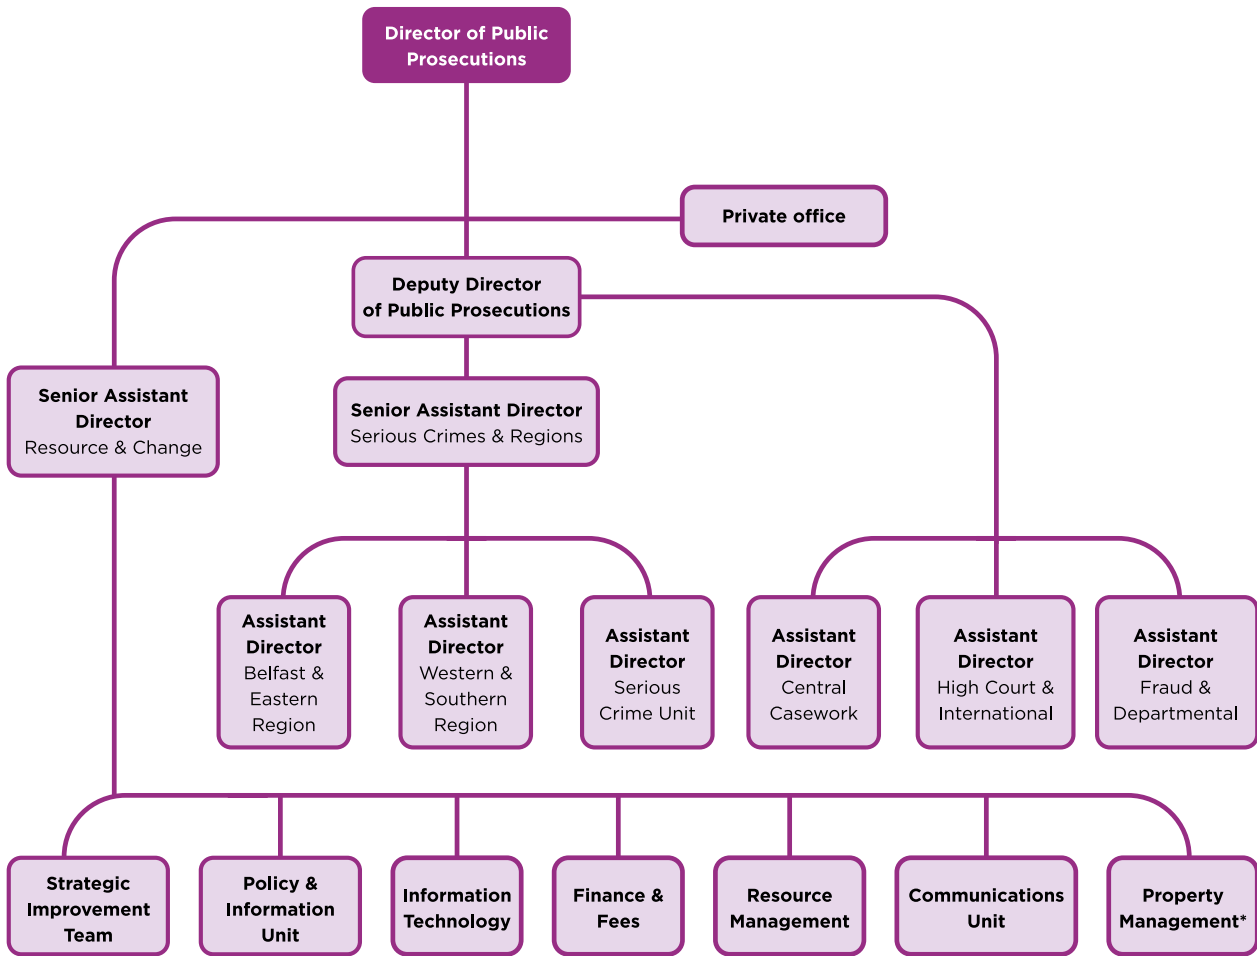 Director of Public
Prosecutions
Private office
Deputy Director
of Public Prosecutions
Senior Assistant
Director
Resource & Change
Senior Assistant Director
Serious Crimes & Regions
Assistant
Director
Belfast &
Eastern
Region
Assistant
Director
Western &
Southern
Region
Assistant
Director
Serious
Crime Unit
Assistant
Director
Central
Casework
Assistant
Director
High Court &
International
Assistant
Director
Fraud &
Departmental
Strategic
Improvement
Team
Policy &
Information
Unit
Information
Technology
Finance &
Fees
Resource
Management
Communications
Unit
Property
Management*